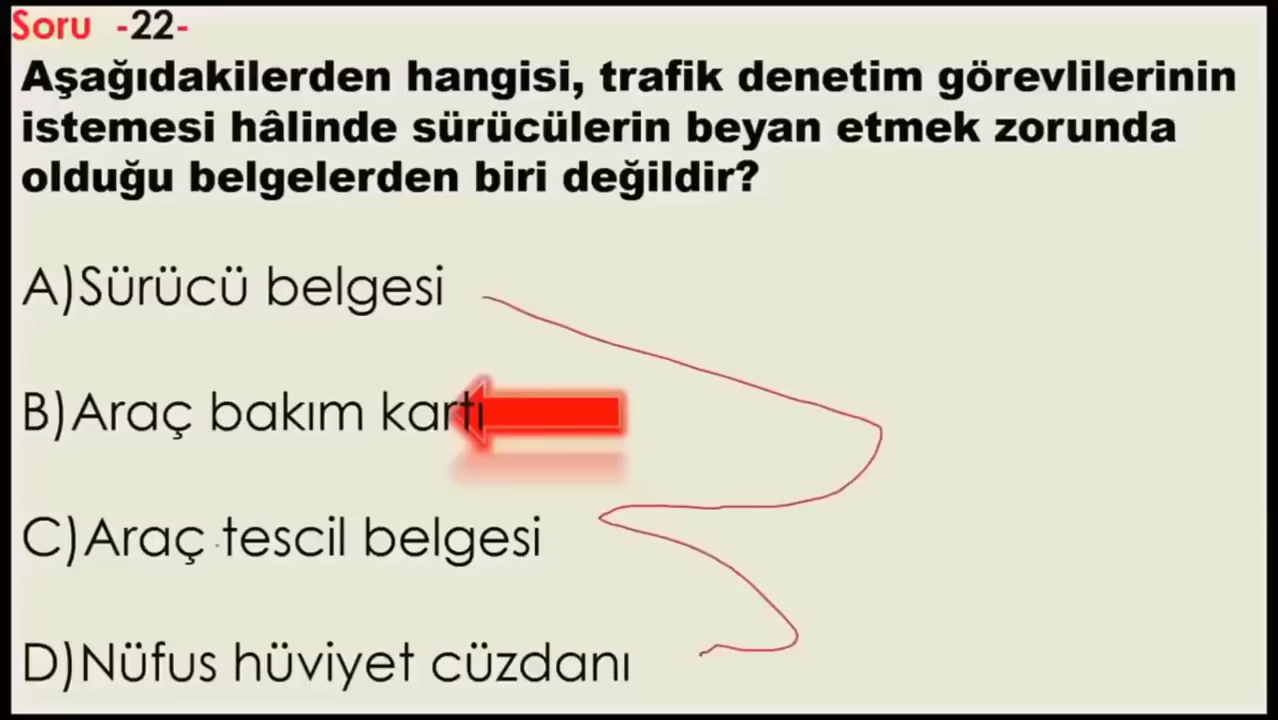 Soru -22-
Aşağıdakilerden hangisi, trafik denetim görevlilerinin
istemesi hâlinde sürücülerin beyan etmek zorunda
olduğu belgelerden biri değildir?
A)Sürücü belgesi
B)Araç bakım kartı
C)Araç tescil belgesi
D)Nüfus hüviyet cüzdanı